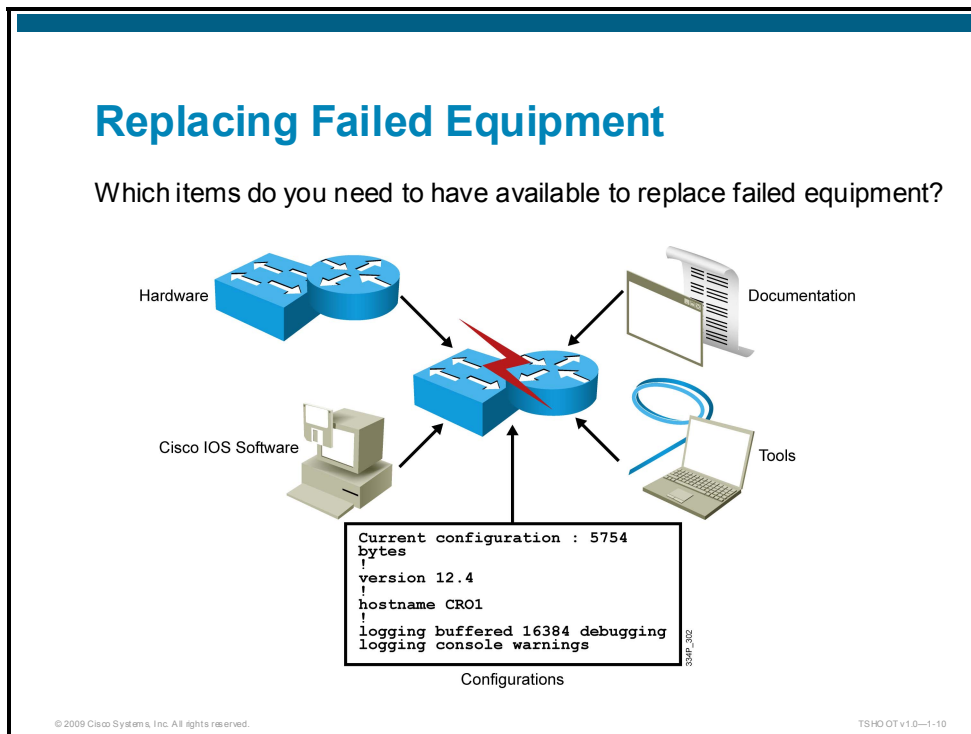 Replacing Failed Equipment
Which items do you need to have available to replace failed equipment?
Hardware
Documentation
Cisco IOS Software
Tools
Current configuration : 5754
bytes
!
version 12.4
!
hostname CRO1
!
logging buffered 16384 debugging
logging console warnings
334P_302
Configurations
© 2009 Cisco Systems, Inc. All rights reserved.
TSHOOT v1.0—1-10